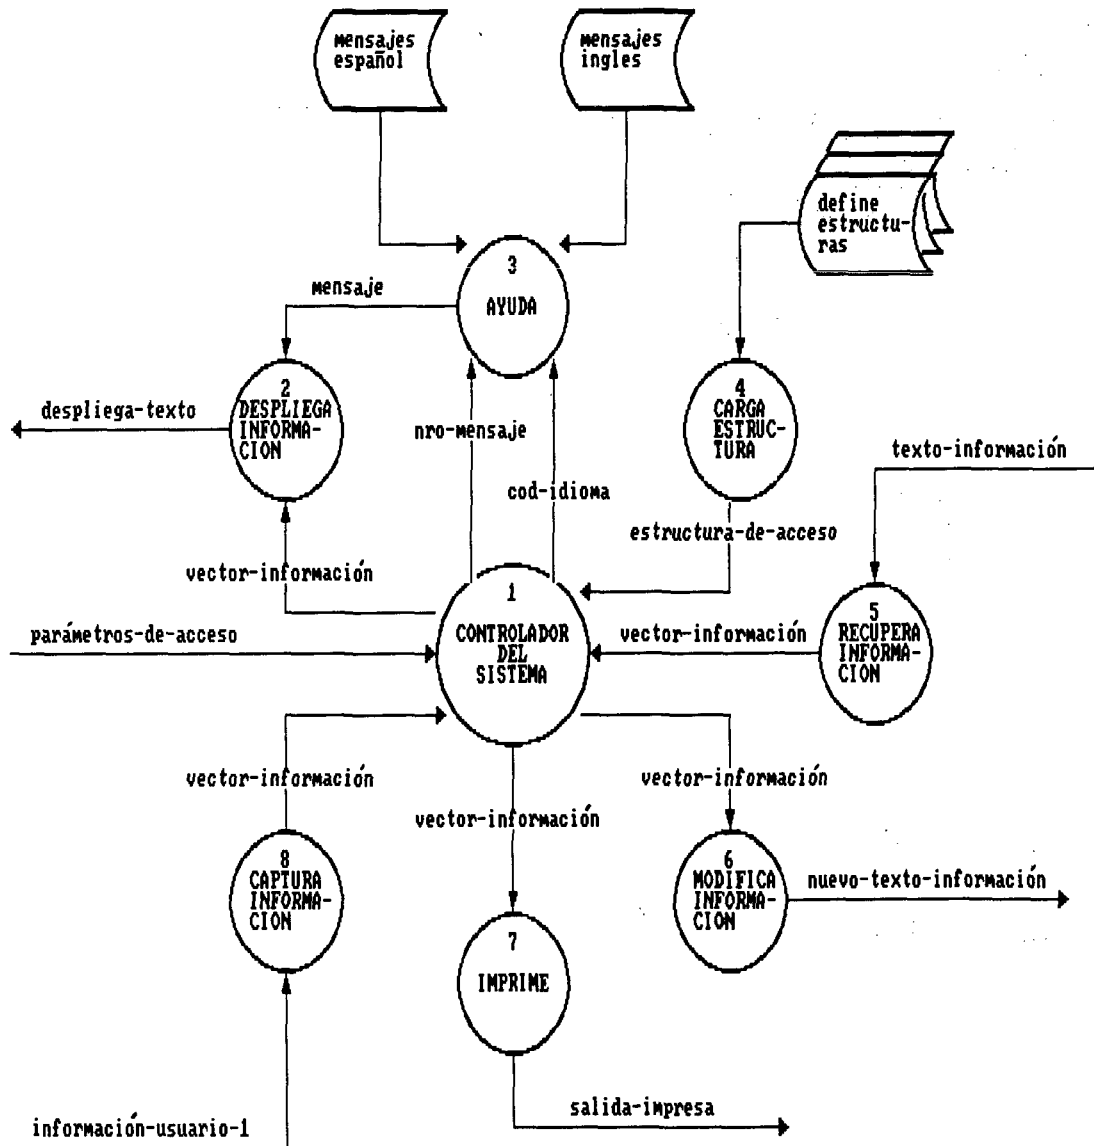 mensajes
español
mensajes
ingles
define
estructu-
ras
3
AYUDA
mensaje
2
DESPLIEGA
INFORMA-
CION
despliega-texto
nro-mensaje
cod-idioma
4
CARGA
ESTRUC-
TURA
texto-información
estructura-de-acceso
vector-información
1
CONTROLADOR
DEL
SISTEMA
parámetros-de-acceso
vector-información
5
RECUPERA
INFORMA-
CION
vector-información
vector-información
vector-información
8
CAPTURA
INFORMA-
CION
6
MODIFICA
INFORMA-
CION
nuevo-texto-información
7
IMPRIME
salida-impresa
información-usuario-1